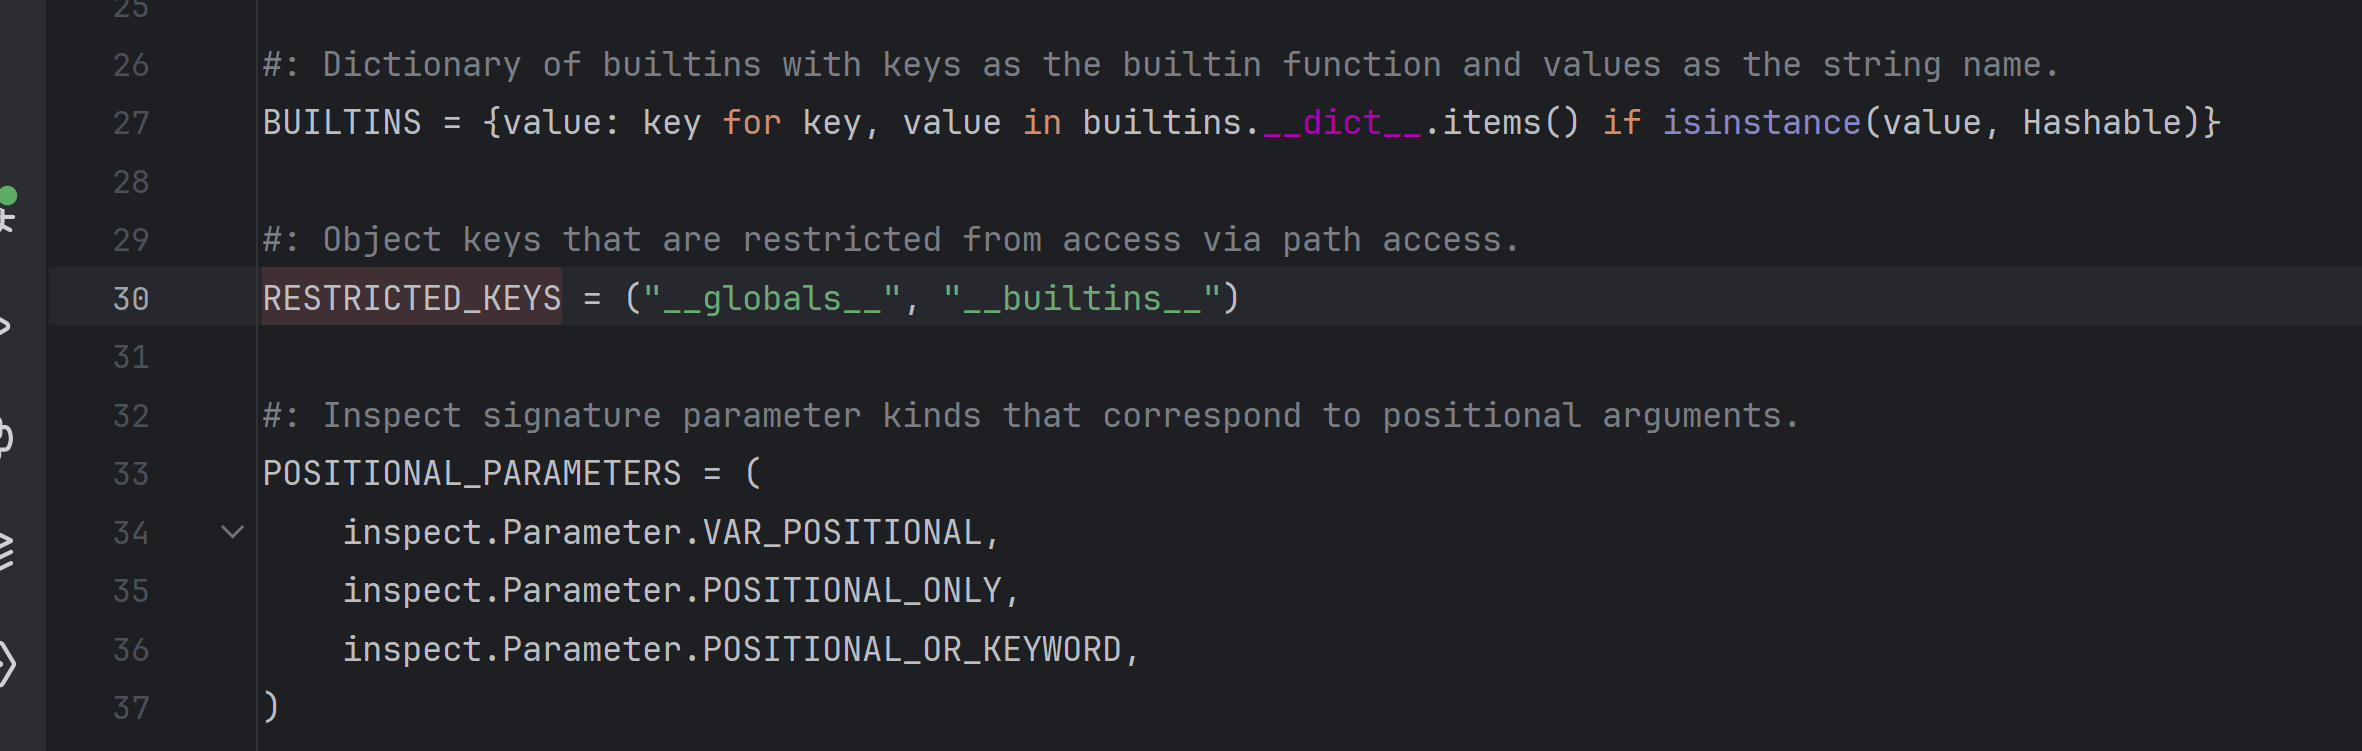 25
26 #: Dictionary of builtins with keys as the builtin function and values as the string name.
27 BUILTINS = {value: key for key, value in builtins.__dict__.items() if isinstance(value, Hashable)}
28
29 #: Object keys that are restricted from access via path access.
30 RESTRICTED_KEYS = ("__globals__", "__builtins__")
31
32 #: Inspect signature parameter kinds that correspond to positional arguments.
33 POSITIONAL_PARAMETERS = (
34     inspect.Parameter.VAR_POSITIONAL,
35     inspect.Parameter.POSITIONAL_ONLY,
36     inspect.Parameter.POSITIONAL_OR_KEYWORD,
37 )